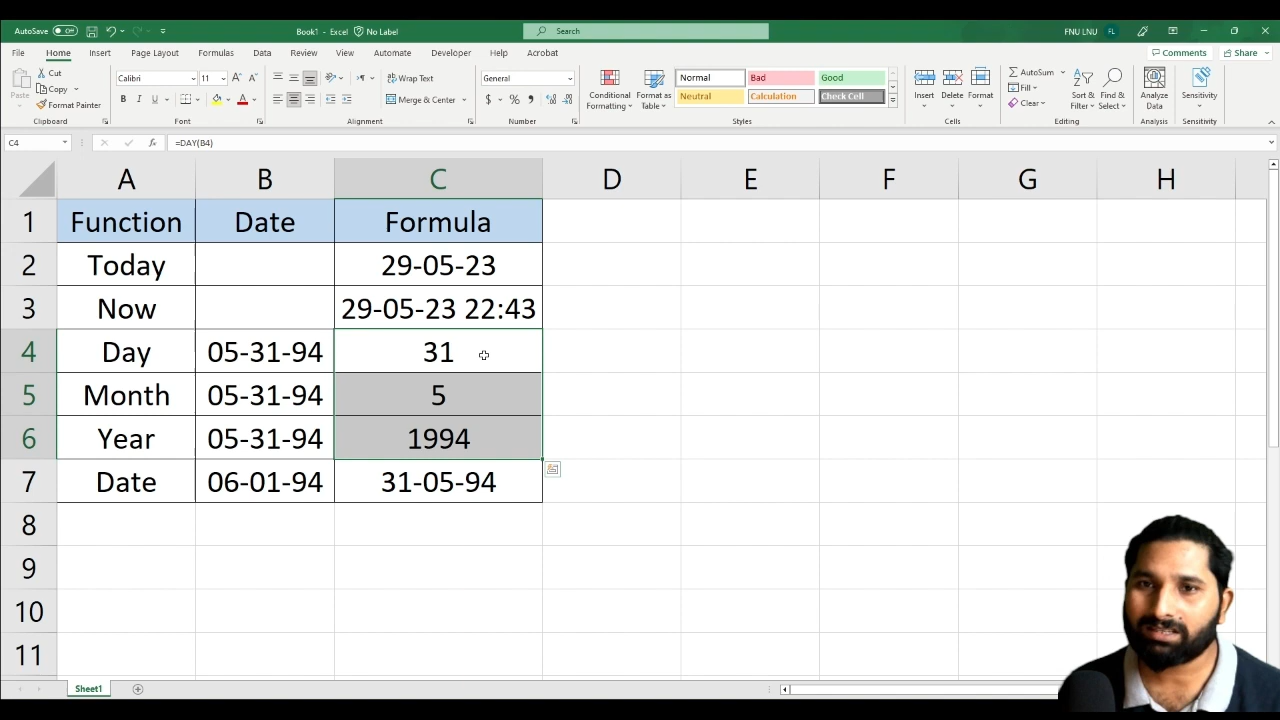 AutoSave Off Book1 - Excel No Label Search FNU LNU FL
File Home Insert Page Layout Formulas Data Review View Automate Developer Help Acrobat Comments Share
Paste Cut Copy Format Painter Clipboard
Calibri 11 B I U Font
Wrap Text Merge & Center Alignment
General $ % Number
Conditional Formatting Format as Table Normal Bad Good Neutral Calculation Check Cell Styles
Insert Delete Format Cells
AutoSum Fill Clear Sort & Filter Find & Select Editing
Analyze Data Analysis
Sensitivity Sensitivity
C4 fx =DAY(B4)
A B C D E F G H
1 Function Date Formula
2 Today 29-05-23
3 Now 29-05-23 22:43
4 Day 05-31-94 31
5 Month 05-31-94 5
6 Year 05-31-94 1994
7 Date 06-01-94 31-05-94
8
9
10
11
Sheet1